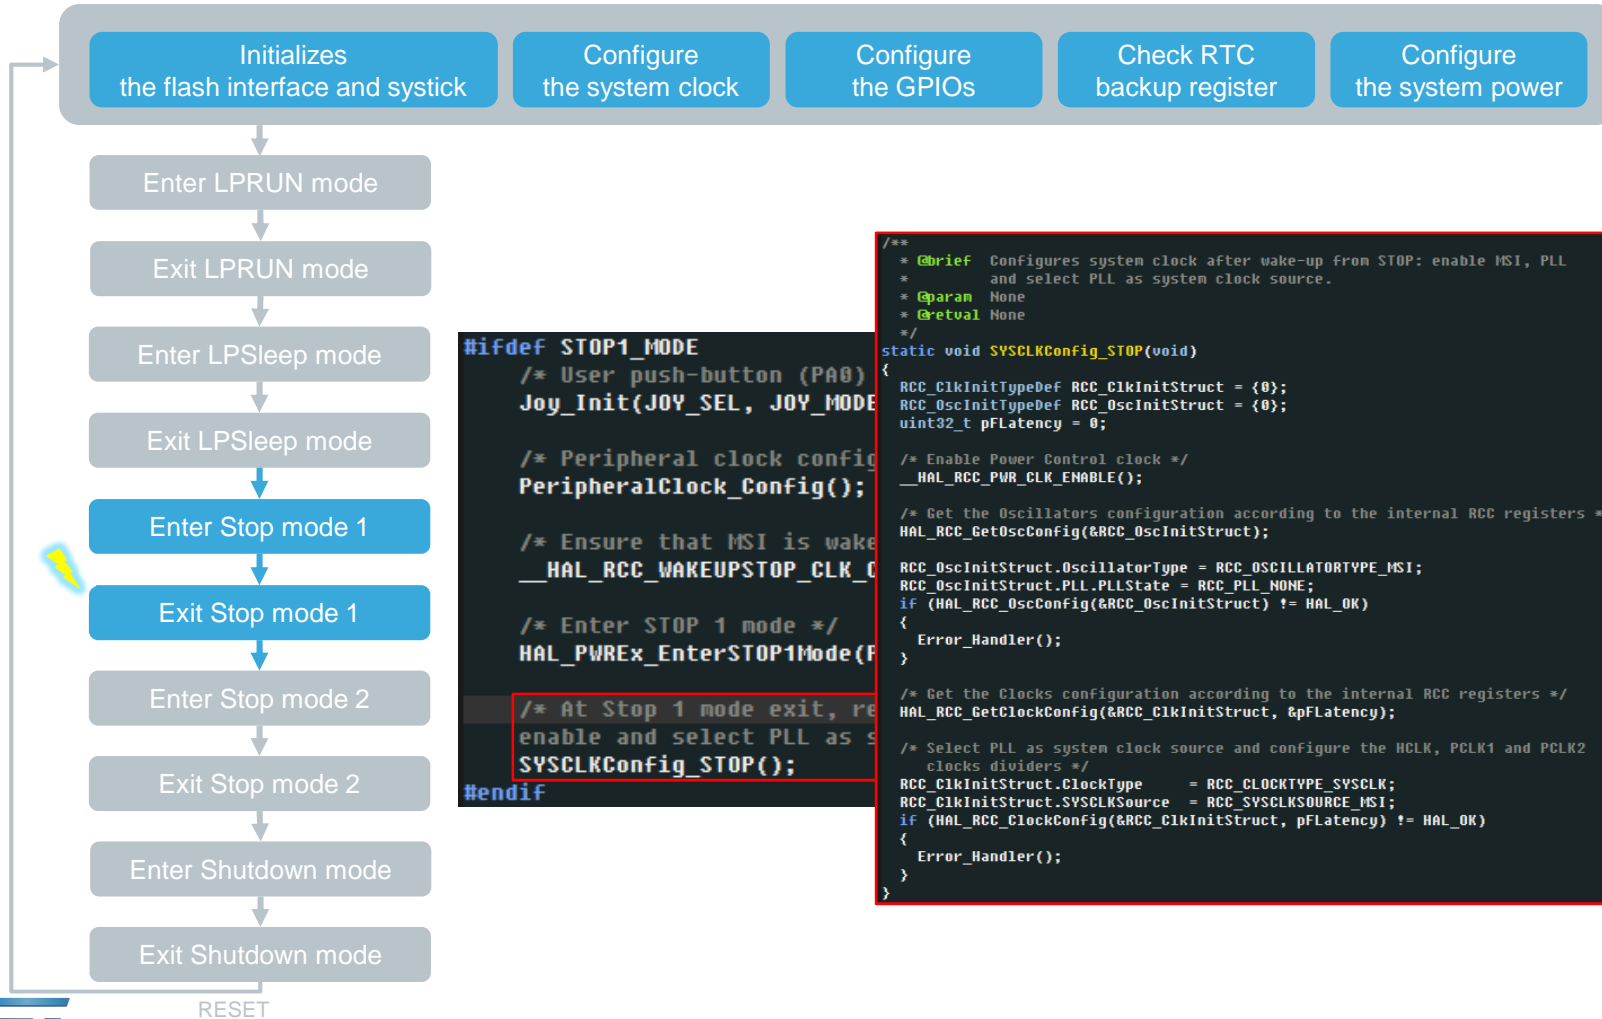 Initializes
the flash interface and systick
Configure
the system clock
Configure
the GPIOs
Check RTC
backup register
Configure
the system power
Enter LPRUN mode
Exit LPRUN mode
Enter LPSleep mode
Exit LPSleep mode
Enter Stop mode 1
Exit Stop mode 1
Enter Stop mode 2
Exit Stop mode 2
Enter Shutdown mode
Exit Shutdown mode
RESET
#ifdef STOP1_MODE
/* User push-button (PA0)
Joy_Init(JOY_SEL, JOY_MODE
/* Peripheral clock config
PeripheralClock_Config();
/* Ensure that MSI is wake
__HAL_RCC_WAKEUPSTOP_CLK_C
/* Enter STOP 1 mode */
HAL_PWREx_EnterSTOP1Mode(P
/* At Stop 1 mode exit, re
enable and select PLL as s
SYSCLKConfig_STOP();
#endif
/**
* @brief Configures system clock after wake-up from STOP: enable MSI, PLL
* and select PLL as system clock source.
* @param None
* @retval None
*/
static void SYSCLKConfig_STOP(void)
{
RCC_ClkInitTypeDef RCC_ClkInitStruct = {0};
RCC_OscInitTypeDef RCC_OscInitStruct = {0};
uint32_t pFLatency = 0;
/* Enable Power Control clock */
__HAL_RCC_PWR_CLK_ENABLE();
/* Get the Oscillators configuration according to the internal RCC registers *
HAL_RCC_GetOscConfig(&RCC_OscInitStruct);
RCC_OscInitStruct.OscillatorType = RCC_OSCILLATORTYPE_MSI;
RCC_OscInitStruct.PLL.PLLState = RCC_PLL_NONE;
if (HAL_RCC_OscConfig(&RCC_OscInitStruct) != HAL_OK)
{
Error_Handler();
}
/* Get the Clocks configuration according to the internal RCC registers */
HAL_RCC_GetClockConfig(&RCC_ClkInitStruct, &pFLatency);
/* Select PLL as system clock source and configure the HCLK, PCLK1 and PCLK2
clocks dividers */
RCC_ClkInitStruct.ClockType = RCC_CLOCKTYPE_SYSCLK;
RCC_ClkInitStruct.SYSCLKSource = RCC_SYSCLKSOURCE_MSI;
if (HAL_RCC_ClockConfig(&RCC_ClkInitStruct, pFLatency) != HAL_OK)
{
Error_Handler();
}
}